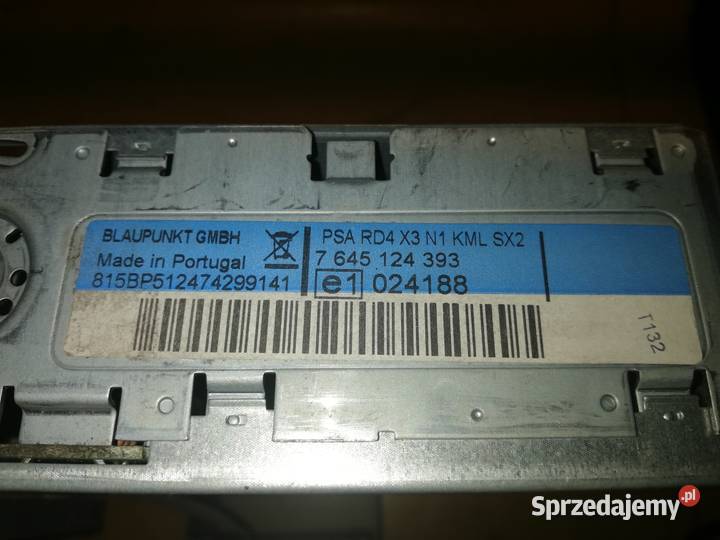 BLAUPUNKT GMBH
Made in Portugal
815BP512474299141
PSA RD4 X3 N1 KML SX2
7 645 124 393
e1 024188
T132
Sprzedajemy.pl